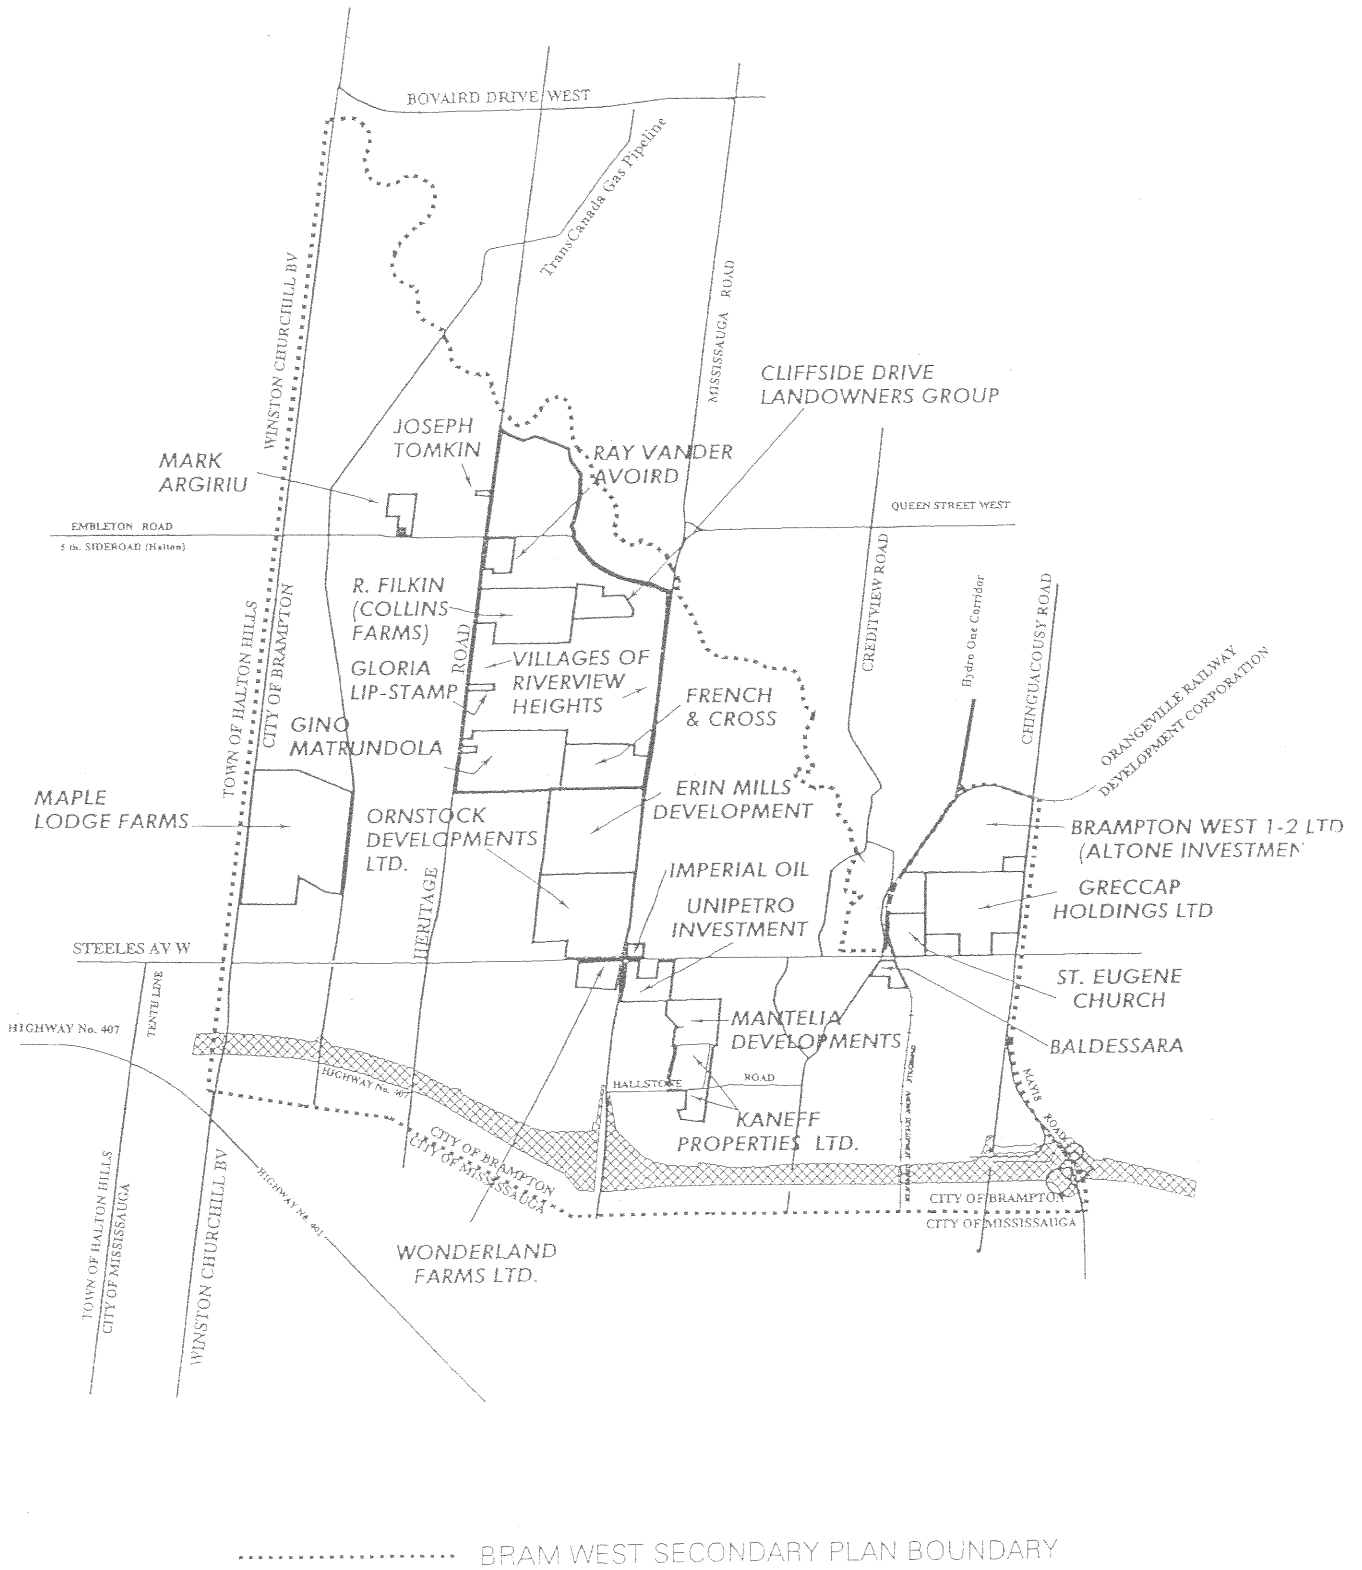 BOVAIRD DRIVE WEST
TransCanada Gas Pipeline
WINSTON CHURCHILL BV
MISSISSAUGA ROAD
CLIFFSIDE DRIVE
LANDOWNERS GROUP
JOSEPH
TOMKIN
RAY VANDER
AVOIRD
MARK
ARGIRIU
QUEEN STREET WEST
EMBLETON ROAD
5 th. SIDEROAD (Halton)
CREDITVIEW ROAD
Hydro One Corridor
CHINGUACOUSY ROAD
R. FILKIN
(COLLINS
FARMS)
TOWN OF HALTON HILLS
CITY OF BRAMPTON
ROAD
VILLAGES OF
RIVERVIEW
HEIGHTS
GLORIA
LIP-STAMP
FRENCH
& CROSS
ORANGEVILLE RAILWAY
DEVELOPMENT CORPORATION
GINO
MATRUNDOLA
MAPLE
LODGE FARMS
ERIN MILLS
DEVELOPMENT
ORNSTOCK
DEVELOPMENTS
LTD.
BRAMPTON WEST 1-2 LTD
(ALTONE INVESTMEN
IMPERIAL OIL
GRECCAP
HOLDINGS LTD
UNIPETRO
INVESTMENT
HERITAGE
STEELES AV W
ST. EUGENE
CHURCH
TENTH LINE
HIGHWAY No. 407
MANTELIA
DEVELOPMENTS
BALDESSARA
HIGHWAY No. 407
HALLSTONE ROAD
MAVIS ROAD
KANEFF
PROPERTIES LTD.
CITY OF BRAMPTON
CITY OF MISSISSAUGA
TOWN OF HALTON HILLS
CITY OF MISSISSAUGA
WINSTON CHURCHILL BV
HIGHWAY No. 401
CITY OF BRAMPTON
CITY OF MISSISSAUGA
WONDERLAND
FARMS LTD.
BRAM WEST SECONDARY PLAN BOUNDARY